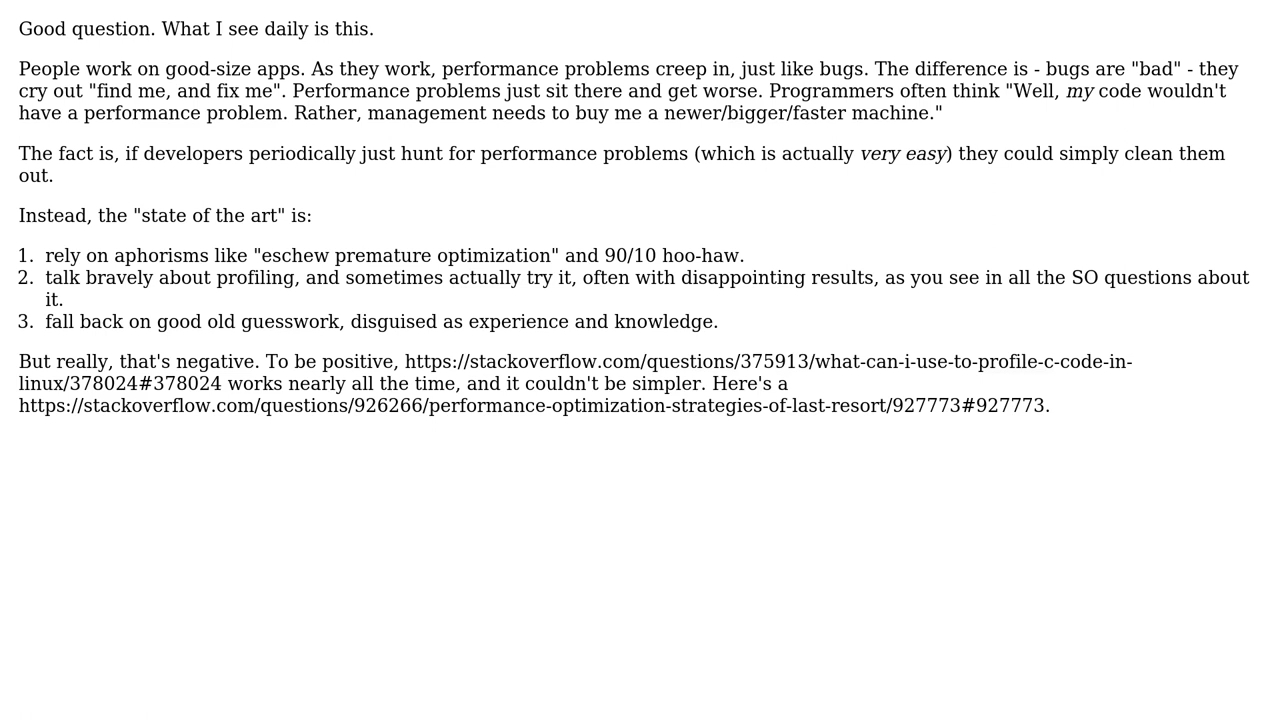 Good question. What I see daily is this.
People work on good-size apps. As they work, performance problems creep in, just like bugs. The difference is - bugs are "bad" - they
cry out "find me, and fix me". Performance problems just sit there and get worse. Programmers often think "Well, my code wouldn't
have a performance problem. Rather, management needs to buy me a newer/bigger/faster machine."
The fact is, if developers periodically just hunt for performance problems (which is actually very easy) they could simply clean them
out.
Instead, the "state of the art" is:
1. rely on aphorisms like "eschew premature optimization" and 90/10 hoo-haw.
2. talk bravely about profiling, and sometimes actually try it, often with disappointing results, as you see in all the SO questions about
it.
3. fall back on good old guesswork, disguised as experience and knowledge.
But really, that's negative. To be positive, https://stackoverflow.com/questions/375913/what-can-i-use-to-profile-c-code-in-
linux/378024#378024 works nearly all the time, and it couldn't be simpler. Here's a
https://stackoverflow.com/questions/926266/performance-optimization-strategies-of-last-resort/927773#927773.